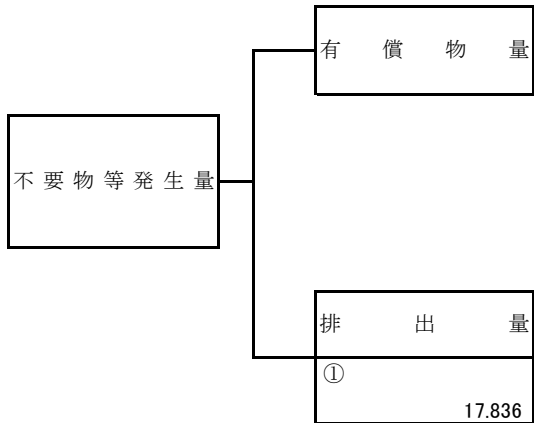 有償物量
不要物等発生量
排出量
①
17.836